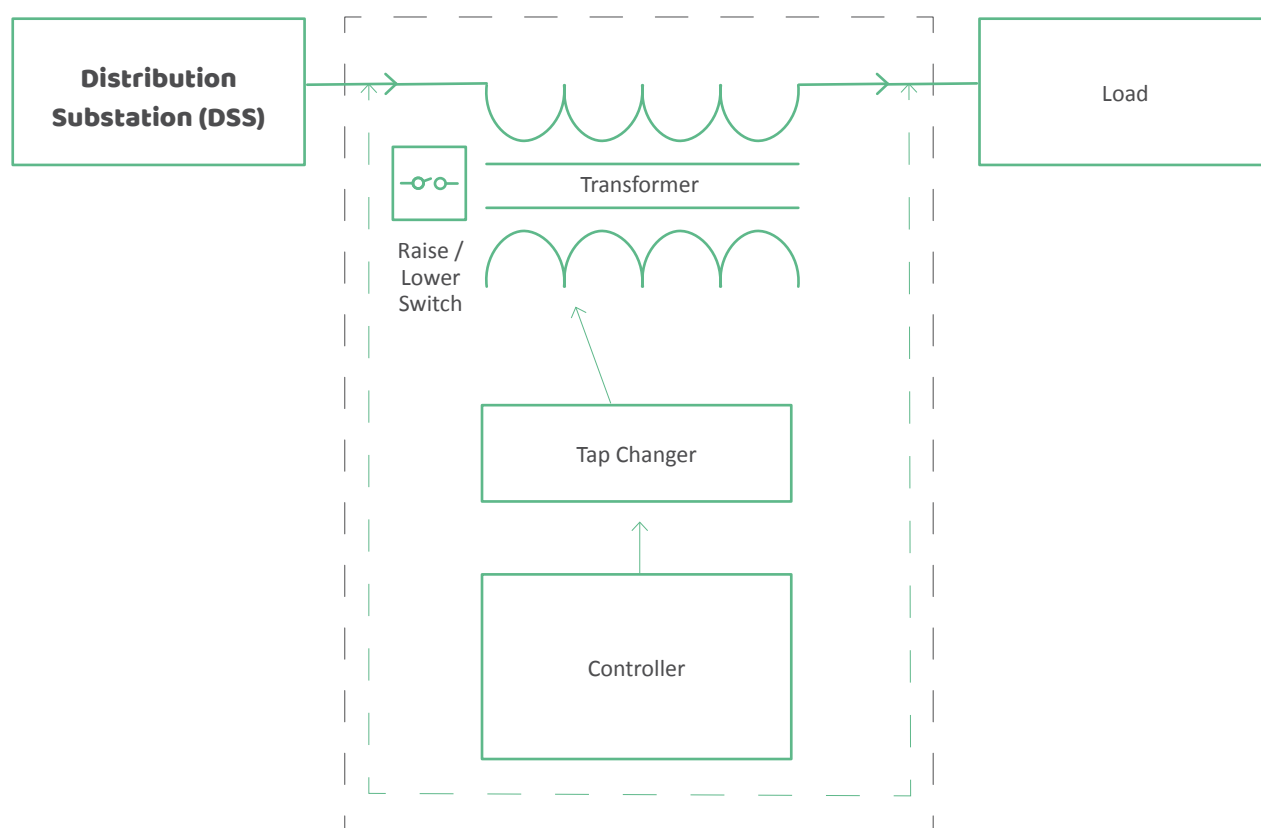 Distribution
Substation (DSS)
Load
Transformer
Raise /
Lower
Switch
Tap Changer
Controller